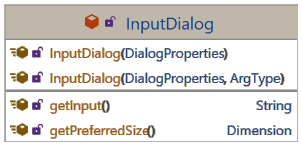 InputDialog
InputDialog(DialogProperties)
InputDialog(DialogProperties, ArgType)
getInput() String
getPreferredSize() Dimension